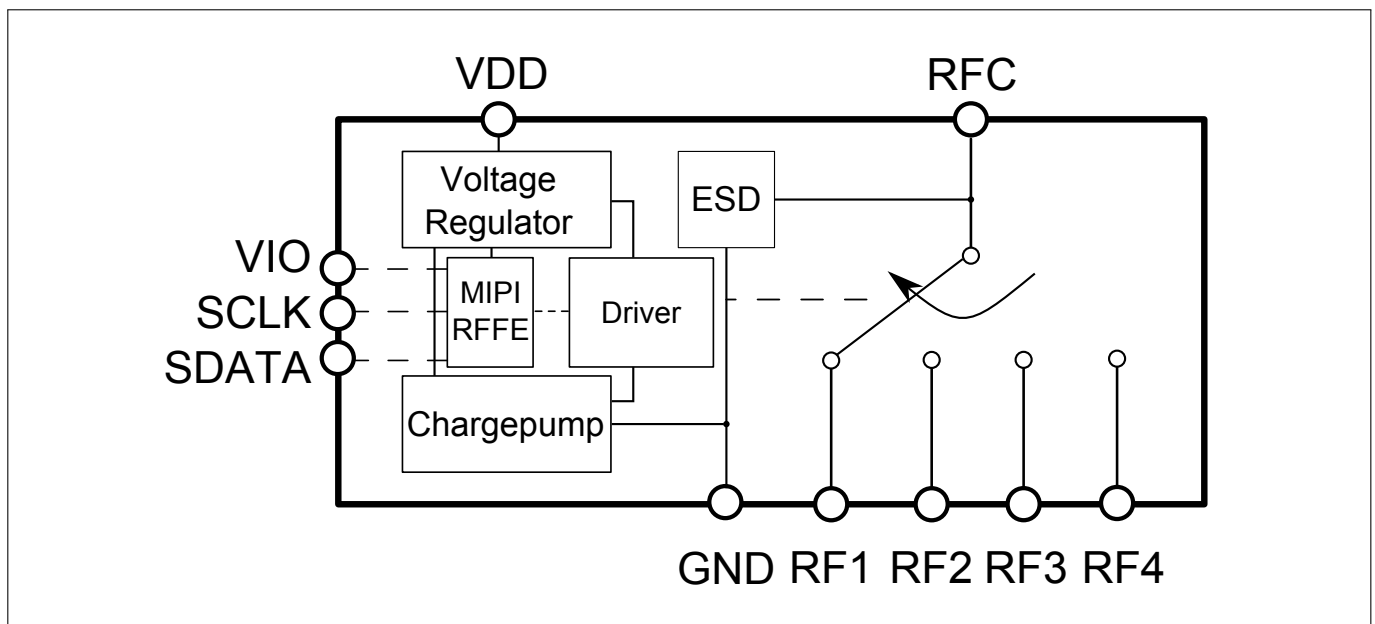 VDD
RFC
Voltage
Regulator
ESD
VIO
SCLK
SDATA
MIPI
RFFE
Driver
Chargepump
GND RF1 RF2 RF3 RF4